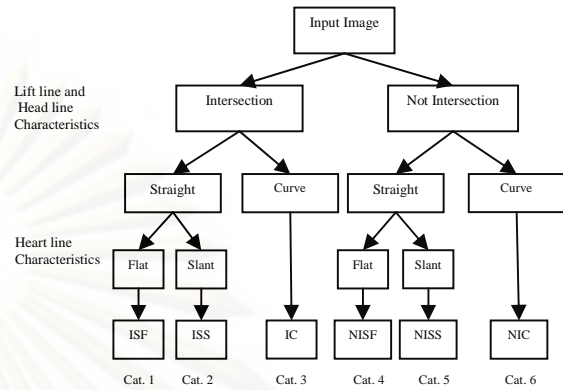 Input Image
Lift line and
Head line
Characteristics
Intersection
Not Intersection
Straight
Curve
Straight
Curve
Heart line
Characteristics
Flat
Slant
Flat
Slant
ISF
ISS
IC
NISF
NISS
NIC
Cat. 1
Cat. 2
Cat. 3
Cat. 4
Cat. 5
Cat. 6